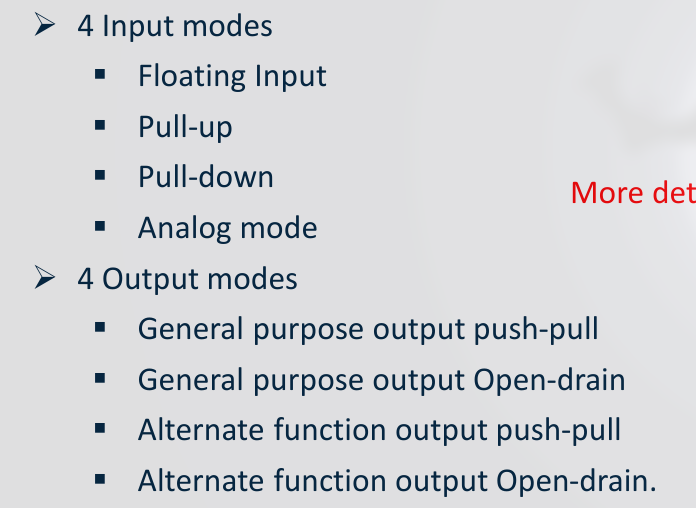 4 Input modes
Floating Input
Pull-up
Pull-down
More det
Analog mode
4 Output modes
General purpose output push-pull
General purpose output Open-drain
Alternate function output push-pull
Alternate function output Open-drain.